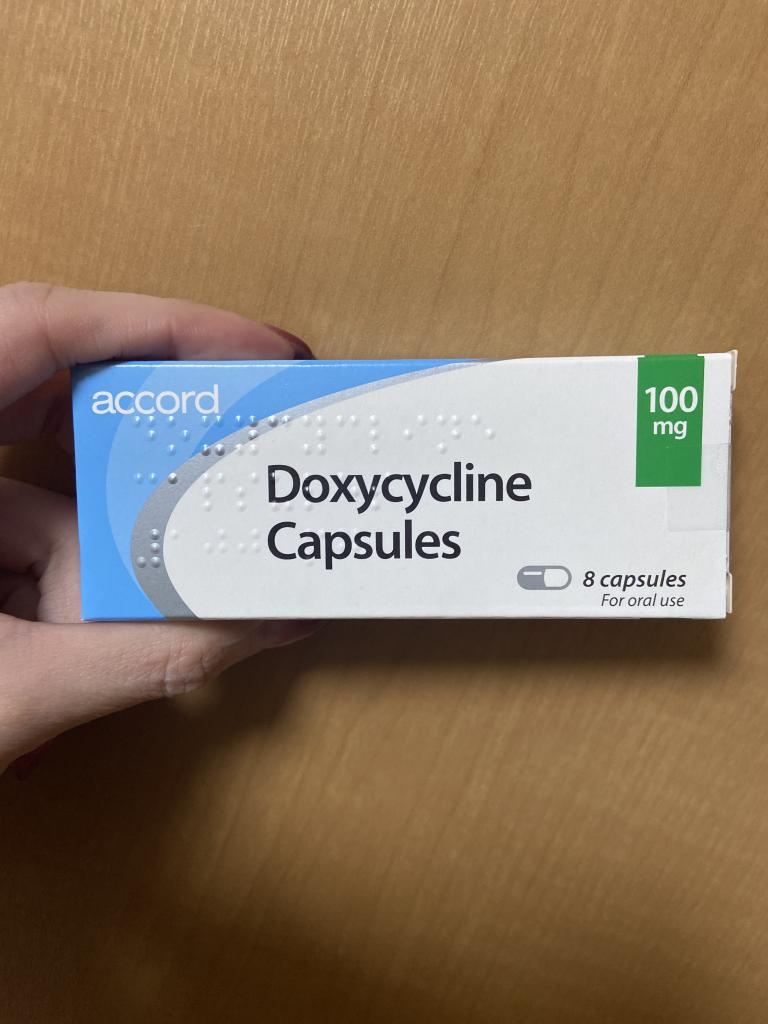 accord
100
mg
Doxycycline
Capsules
8 capsules
For oral use